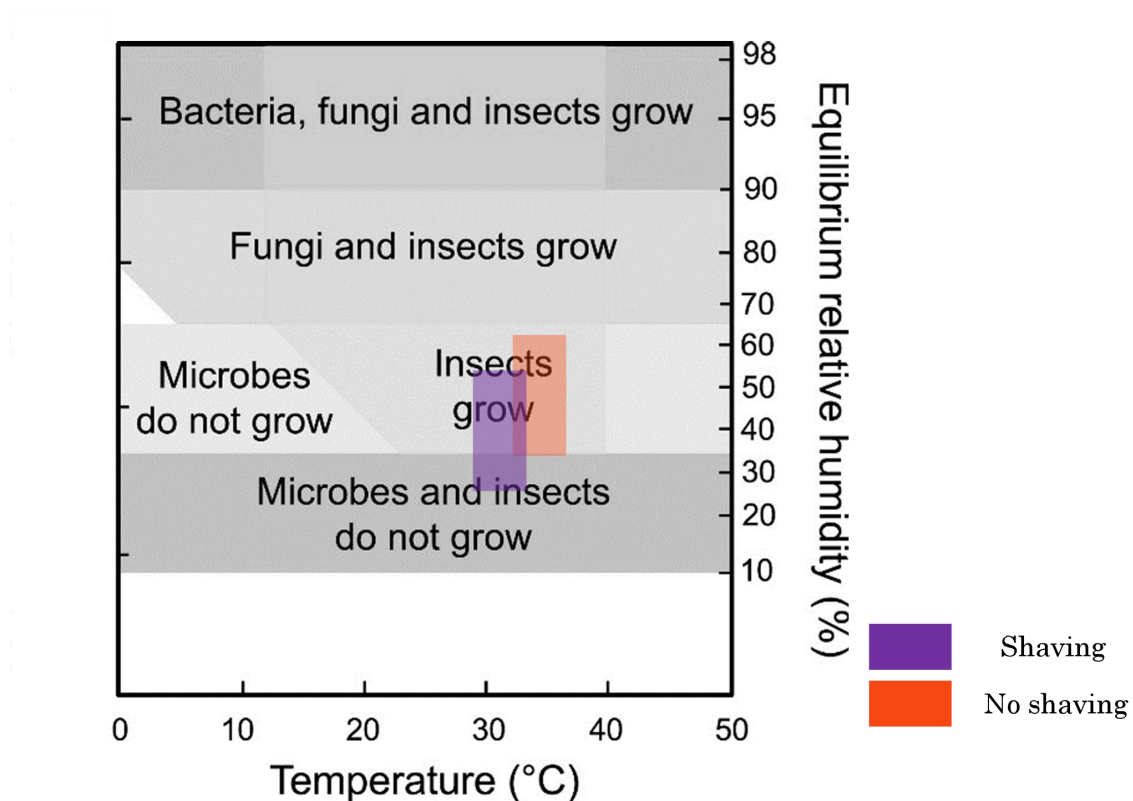 Bacteria, fungi and insects grow
Fungi and insects grow
Microbes
do not grow
Insects
grow
Microbes and insects
do not grow
98
95
90
80
70
60
50
40
30
20
10
Equilibrium relative humidity (%)
0
10
20
30
40
50
Temperature (°C)
Shaving
No shaving